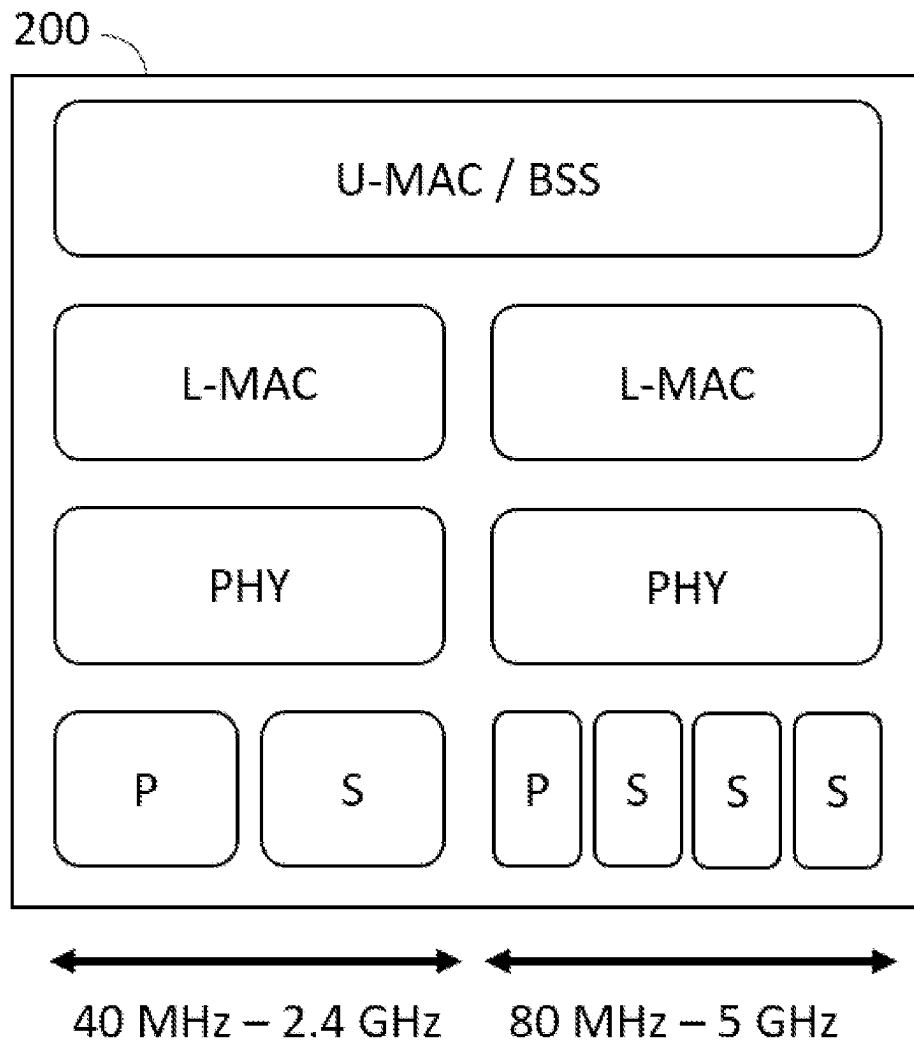 200
U-MAC / BSS
L-MAC L-MAC
PHY PHY
P S P S S S
40 MHz – 2.4 GHz 80 MHz – 5 GHz